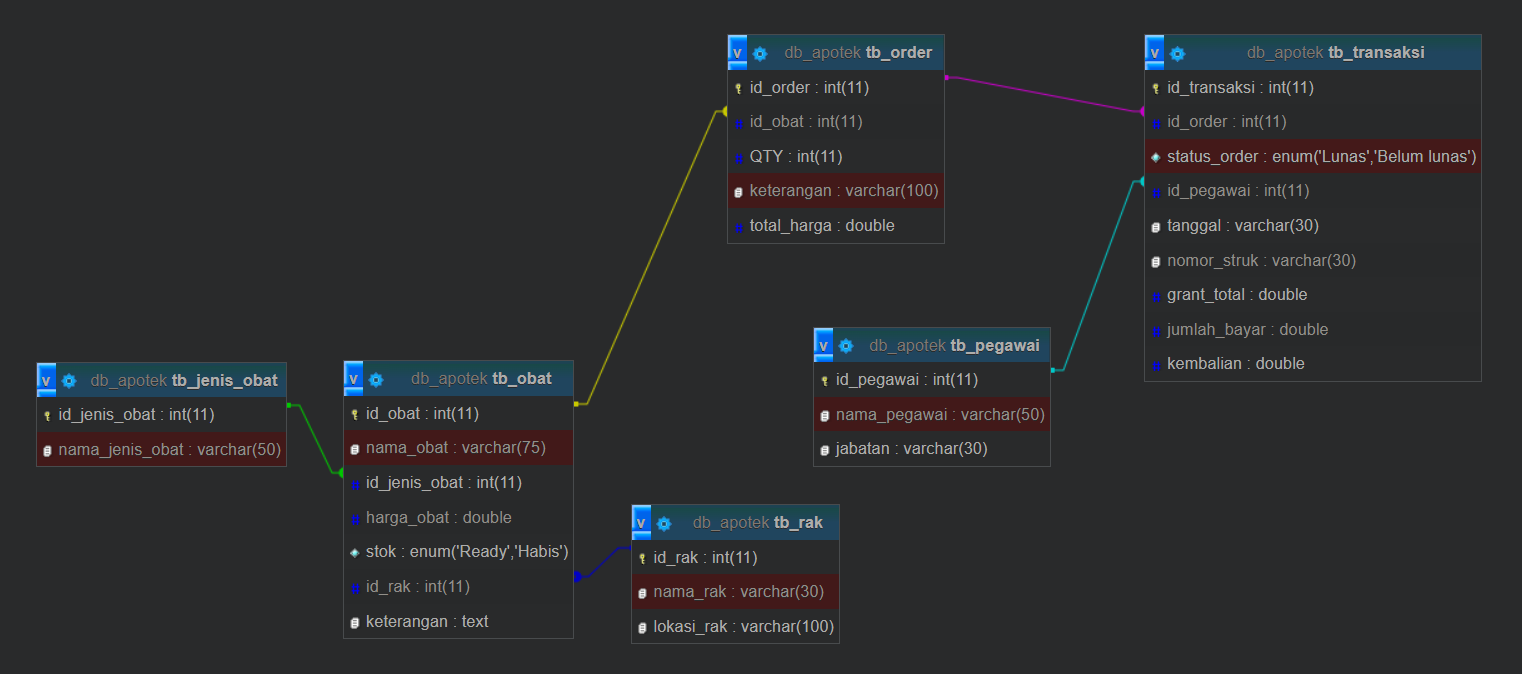 v db_apotek tb_order
id_order : int(11)
id_obat : int(11)
QTY : int(11)
keterangan : varchar(100)
total_harga : double
v db_apotek tb_transaksi
id_transaksi : int(11)
id_order : int(11)
status_order : enum('Lunas','Belum lunas')
id_pegawai : int(11)
tanggal : varchar(30)
nomor_struk : varchar(30)
grant_total : double
jumlah_bayar : double
kembalian : double
v db_apotek tb_jenis_obat
id_jenis_obat : int(11)
nama_jenis_obat : varchar(50)
v db_apotek tb_obat
id_obat : int(11)
nama_obat : varchar(75)
id_jenis_obat : int(11)
harga_obat : double
stok : enum('Ready','Habis')
id_rak : int(11)
keterangan : text
v db_apotek tb_pegawai
id_pegawai : int(11)
nama_pegawai : varchar(50)
jabatan : varchar(30)
v db_apotek tb_rak
id_rak : int(11)
nama_rak : varchar(30)
lokasi_rak : varchar(100)